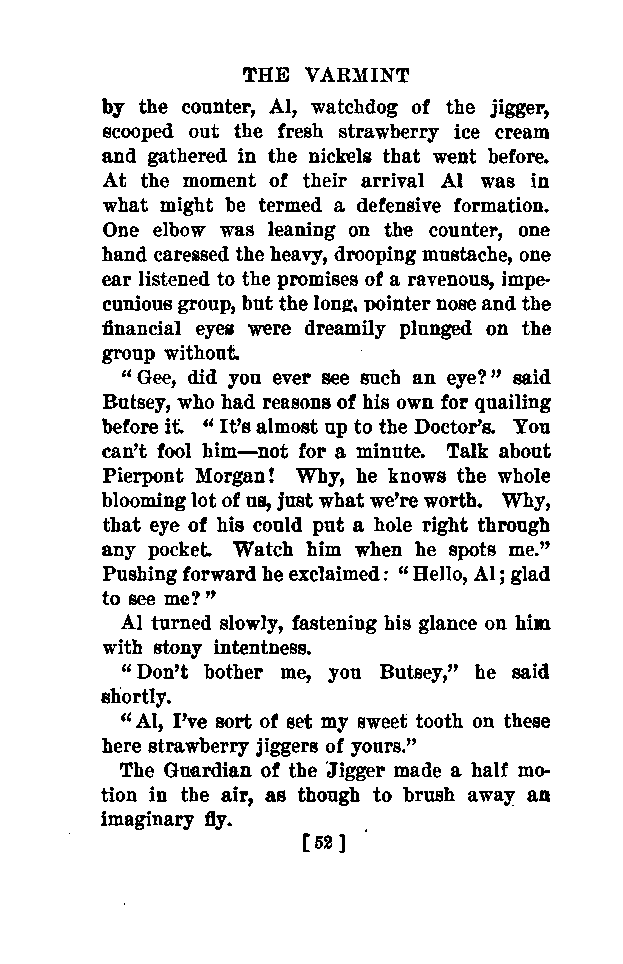 THE VARMINT
by the counter, Al, watchdog of the jigger,
scooped out the fresh strawberry ice cream
and gathered in the nickels that went before.
At the moment of their arrival Al was in
what might be termed a defensive formation.
One elbow was leaning on the counter, one
hand caressed the heavy, drooping mustache, one
ear listened to the promises of a ravenous, impe-
cunious group, but the long, pointer nose and the
financial eyes were dreamily plunged on the
group without.
“Gee, did you ever see such an eye?” said
Butsey, who had reasons of his own for quailing
before it. “It's almost up to the Doctor's. You
can't fool him—not for a minute. Talk about
Pierpont Morgan! Why, he knows the whole
blooming lot of us, just what we're worth. Why,
that eye of his could put a hole right through
any pocket. Watch him when he spots me.”
Pushing forward he exclaimed: “Hello, Al; glad
to see me?”
Al turned slowly, fastening his glance on him
with stony intentness.
“Don't bother me, you Butsey,” he said
shortly.
“Al, I've sort of set my sweet tooth on these
here strawberry jiggers of yours.”
The Guardian of the Jigger made a half mo-
tion in the air, as though to brush away an
imaginary fly.
[52]